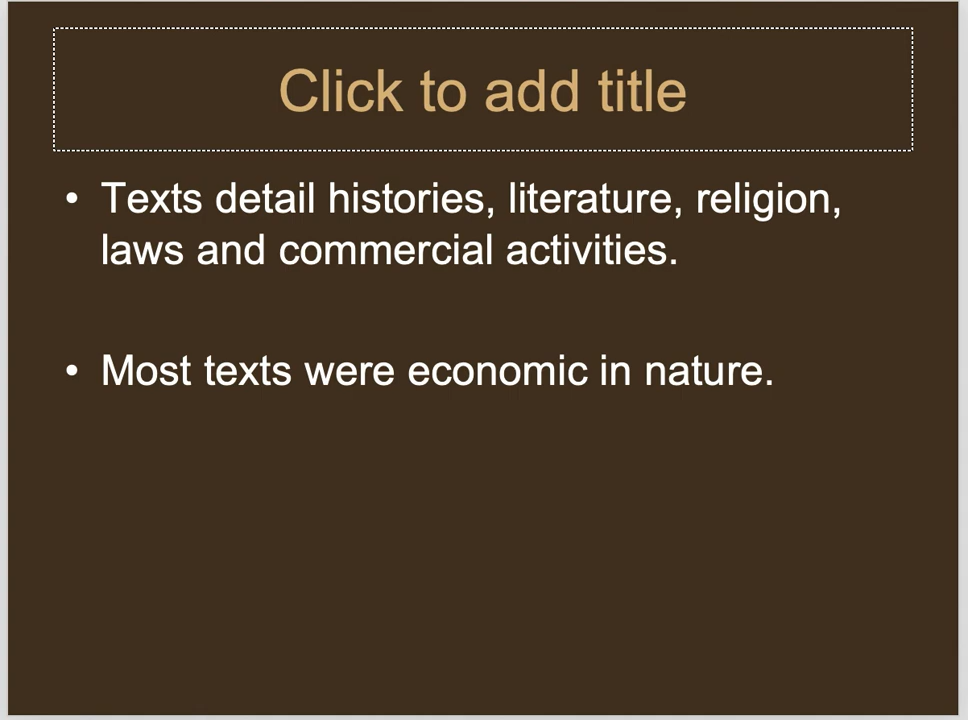 Click to add title
• Texts detail histories, literature, religion,
laws and commercial activities.
• Most texts were economic in nature.